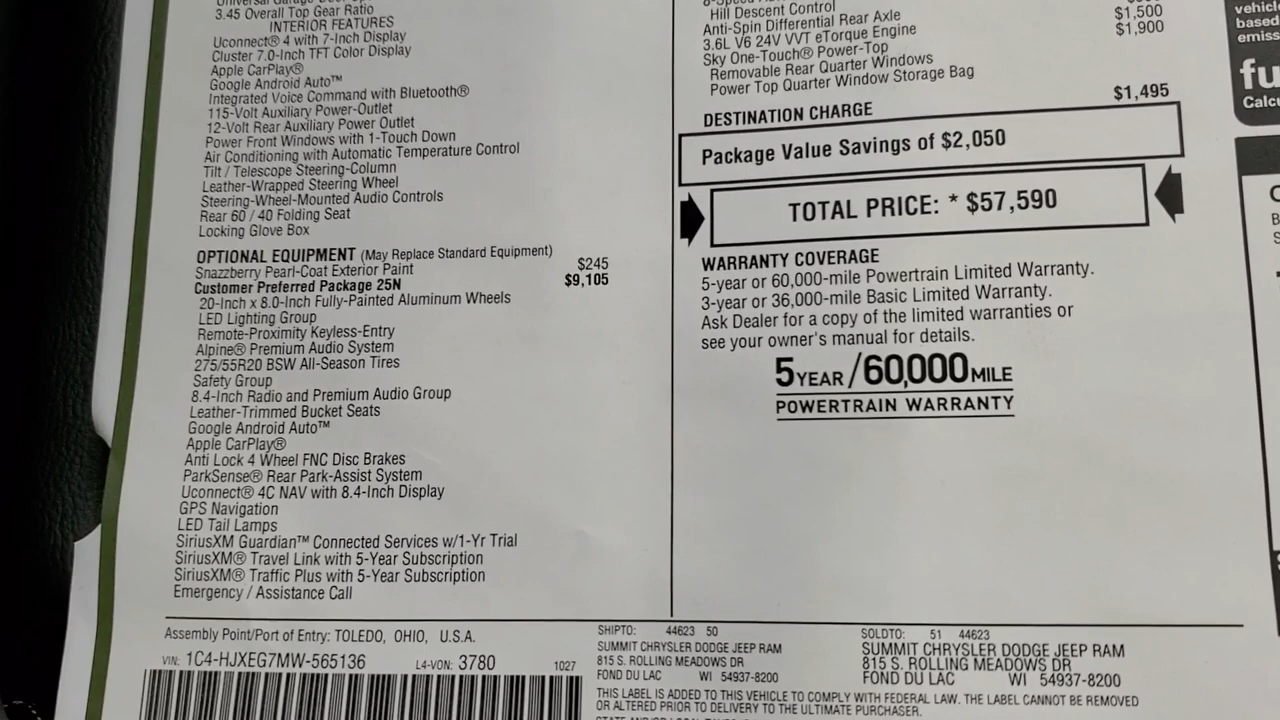 3.45 Overall Top Gear Ratio
INTERIOR FEATURES
Uconnect® 4 with 7-Inch Display
Cluster 7.0-Inch TFT Color Display
Apple CarPlay®
Google Android Auto™
Integrated Voice Command with Bluetooth®
115-Volt Auxiliary Power-Outlet
12-Volt Rear Auxiliary Power Outlet
Power Front Windows with 1-Touch Down
Air Conditioning with Automatic Temperature Control
Tilt / Telescope Steering-Column
Leather-Wrapped Steering Wheel
Steering-Wheel-Mounted Audio Controls
Rear 60 / 40 Folding Seat
Locking Glove Box
OPTIONAL EQUIPMENT (May Replace Standard Equipment)
Snazzberry Pearl-Coat Exterior Paint $245
Customer Preferred Package 25N $9,105
20-Inch x 8.0-Inch Fully-Painted Aluminum Wheels
LED Lighting Group
Remote-Proximity Keyless-Entry
Alpine® Premium Audio System
275/55R20 BSW All-Season Tires
Safety Group
8.4-Inch Radio and Premium Audio Group
Leather-Trimmed Bucket Seats
Google Android Auto™
Apple CarPlay®
Anti Lock 4 Wheel FNC Disc Brakes
ParkSense® Rear Park-Assist System
Uconnect® 4C NAV with 8.4-Inch Display
GPS Navigation
LED Tail Lamps
SiriusXM Guardian™ Connected Services w/1-Yr Trial
SiriusXM® Travel Link with 5-Year Subscription
SiriusXM® Traffic Plus with 5-Year Subscription
Emergency / Assistance Call
Hill Descent Control
Anti-Spin Differential Rear Axle
3.6L V6 24V VVT eTorque Engine $1,500
Sky One-Touch® Power-Top $1,900
Removable Rear Quarter Windows
Power Top Quarter Window Storage Bag
DESTINATION CHARGE $1,495
Package Value Savings of $2,050
TOTAL PRICE: * $57,590
WARRANTY COVERAGE
5-year or 60,000-mile Powertrain Limited Warranty.
3-year or 36,000-mile Basic Limited Warranty.
Ask Dealer for a copy of the limited warranties or
see your owner's manual for details.
5 YEAR / 60,000 MILE
POWERTRAIN WARRANTY
Assembly Point/Port of Entry: TOLEDO, OHIO, U.S.A.
VIN: 1C4-HJXEG7MW-565136 L4-VON: 3780 1027
SHIPTO: 44623 50
SUMMIT CHRYSLER DODGE JEEP RAM
815 S. ROLLING MEADOWS DR
FOND DU LAC WI 54937-8200
SOLDTO: 51 44623
SUMMIT CHRYSLER DODGE JEEP RAM
815 S. ROLLING MEADOWS DR
FOND DU LAC WI 54937-8200
THIS LABEL IS ADDED TO THIS VEHICLE TO COMPLY WITH FEDERAL LAW. THE LABEL CANNOT BE REMOVED
OR ALTERED PRIOR TO DELIVERY TO THE ULTIMATE PURCHASER.
based
fu